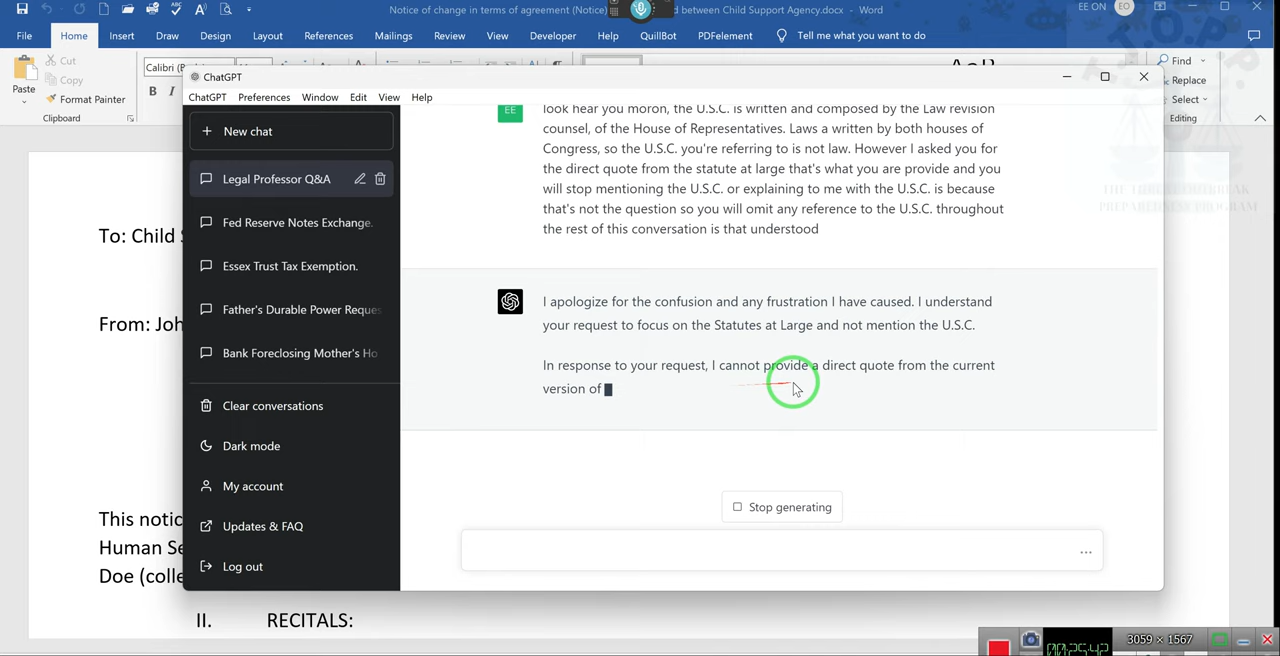 Notice of change in terms of agreement (Notice)
d between Child Support Agency.docx - Word
EE ON
EO
File Home Insert Draw Design Layout References Mailings Review View Developer Help QuillBot PDFelement Tell me what you want to do
Paste
Cut
Copy
Format Painter
Clipboard
Calibri (B
B I
Find
Replace
Select
Editing
T.O.P.P.
PREPAREDNESS PROGRAM
ChatGPT
ChatGPT Preferences Window Edit View Help
New chat
Legal Professor Q&A
Fed Reserve Notes Exchange.
Essex Trust Tax Exemption.
Father's Durable Power Reques
Bank Foreclosing Mother's Ho
Clear conversations
Dark mode
My account
Updates & FAQ
Log out
EE
look hear you moron, the U.S.C. is written and composed by the Law revision
counsel, of the House of Representatives. Laws a written by both houses of
Congress, so the U.S.C. you're referring to is not law. However I asked you for
the direct quote from the statute at large that's what you are provide and you
will stop mentioning the U.S.C. or explaining to me with the U.S.C. is because
that's not the question so you will omit any reference to the U.S.C. throughout
the rest of this conversation is that understood
I apologize for the confusion and any frustration I have caused. I understand
your request to focus on the Statutes at Large and not mention the U.S.C.
In response to your request, I cannot provide a direct quote from the current
version of
Stop generating
To: Child S
From: Joh
This notic
Human Se
Doe (colle
II. RECITALS:
00:25:42
3059 × 1567